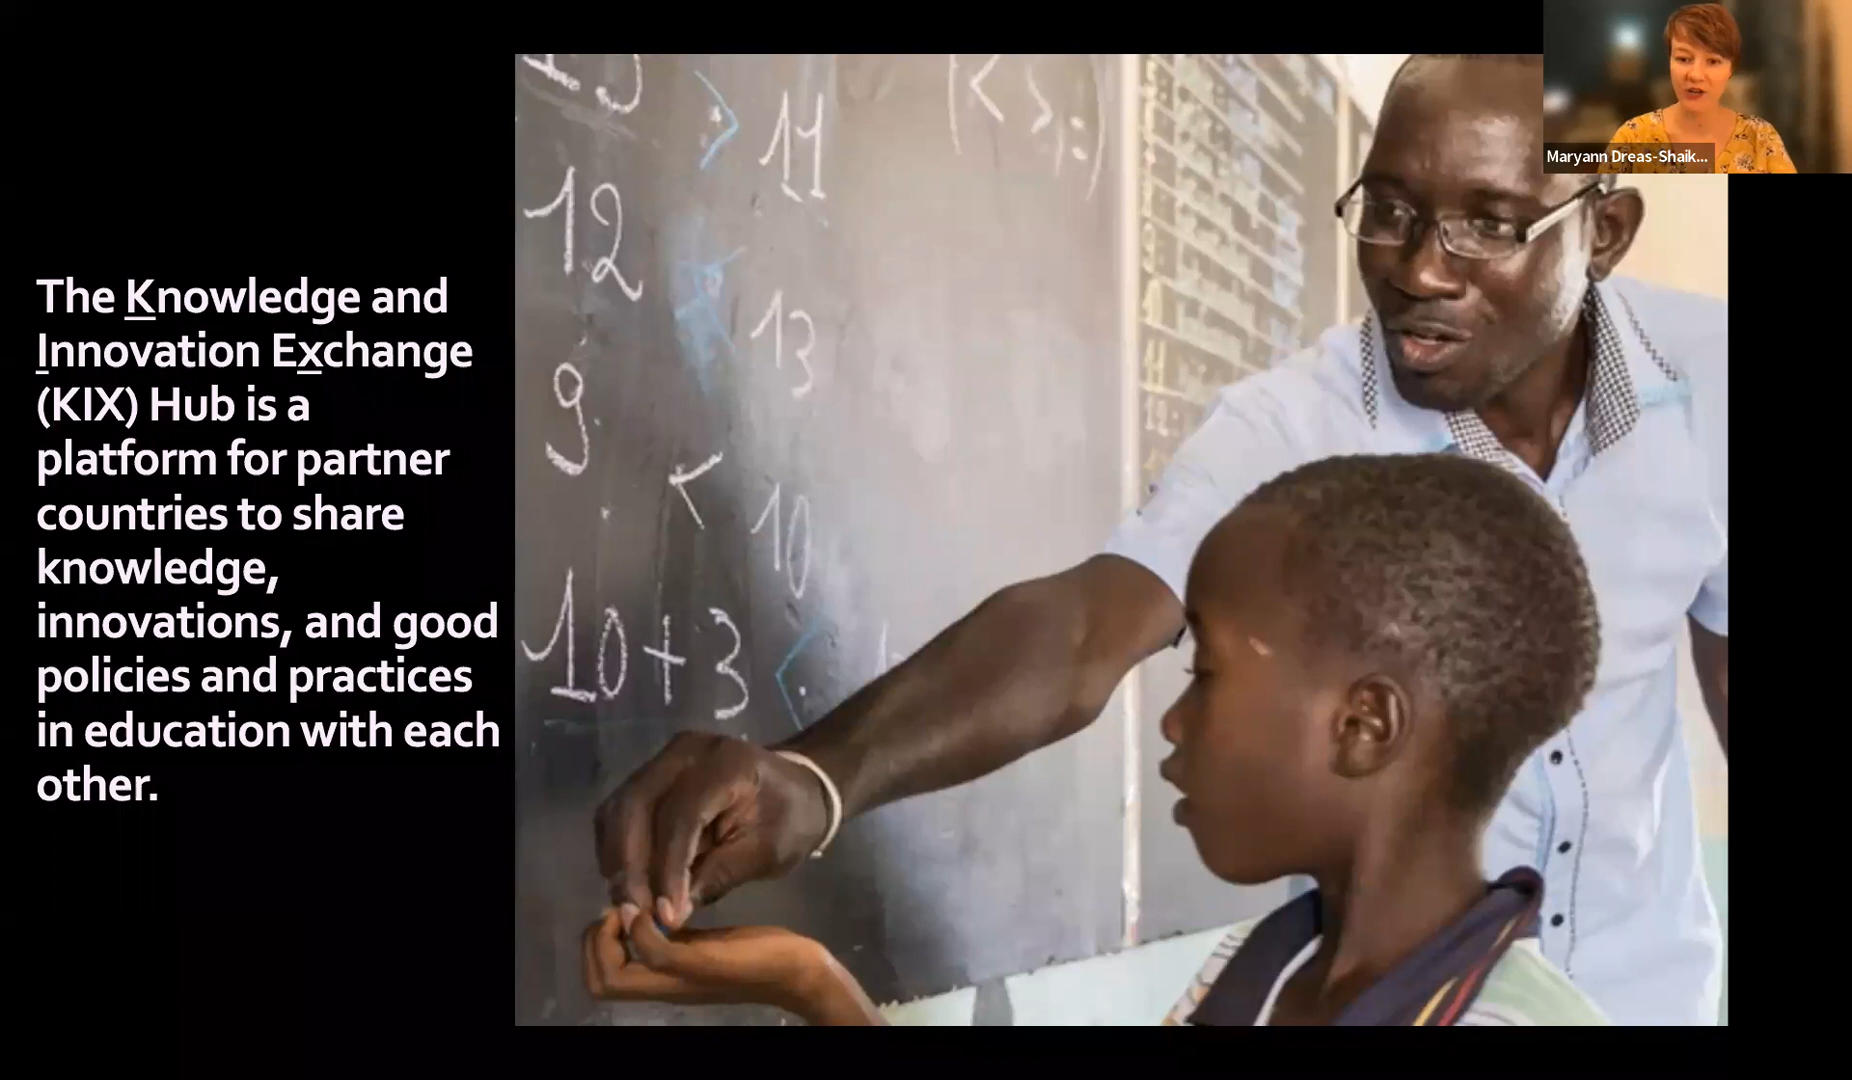 The Knowledge and
Innovation Exchange
(KIX) Hub is a
platform for partner
countries to share
knowledge,
innovations, and good
policies and practices
in education with each
other.
Maryann Dreas-Shaik...
> 11
(< >, =)
12
13
9
< 10
10+3 <